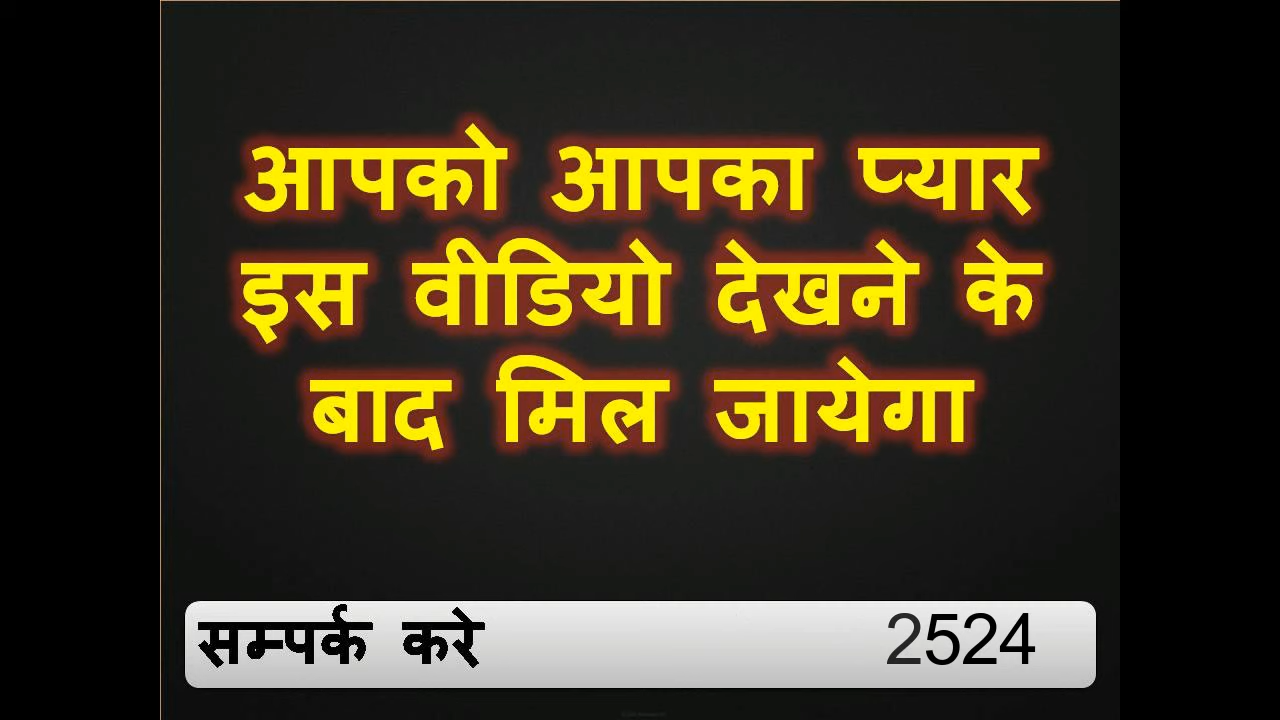 आपको आपका प्यार
इस वीडियो देखने के
बाद मिल जायेगा
सम्पर्क करे 2524